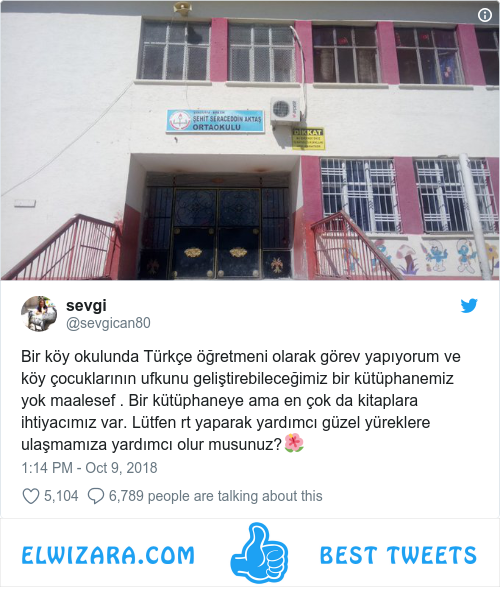 ŞEHİT SERACEDDİN AKTAŞ
ORTAOKULU
DİKKAT
sevgi
@sevgican80
Bir köy okulunda Türkçe öğretmeni olarak görev yapıyorum ve
köy çocuklarının ufkunu geliştirebileceğimiz bir kütüphanemiz
yok maalesef . Bir kütüphaneye ama en çok da kitaplara
ihtiyacımız var. Lütfen rt yaparak yardımcı güzel yüreklere
ulaşmamıza yardımcı olur musunuz?🌺
1:14 PM - Oct 9, 2018
5,104 6,789 people are talking about this
ELWIZARA.COM BEST TWEETS